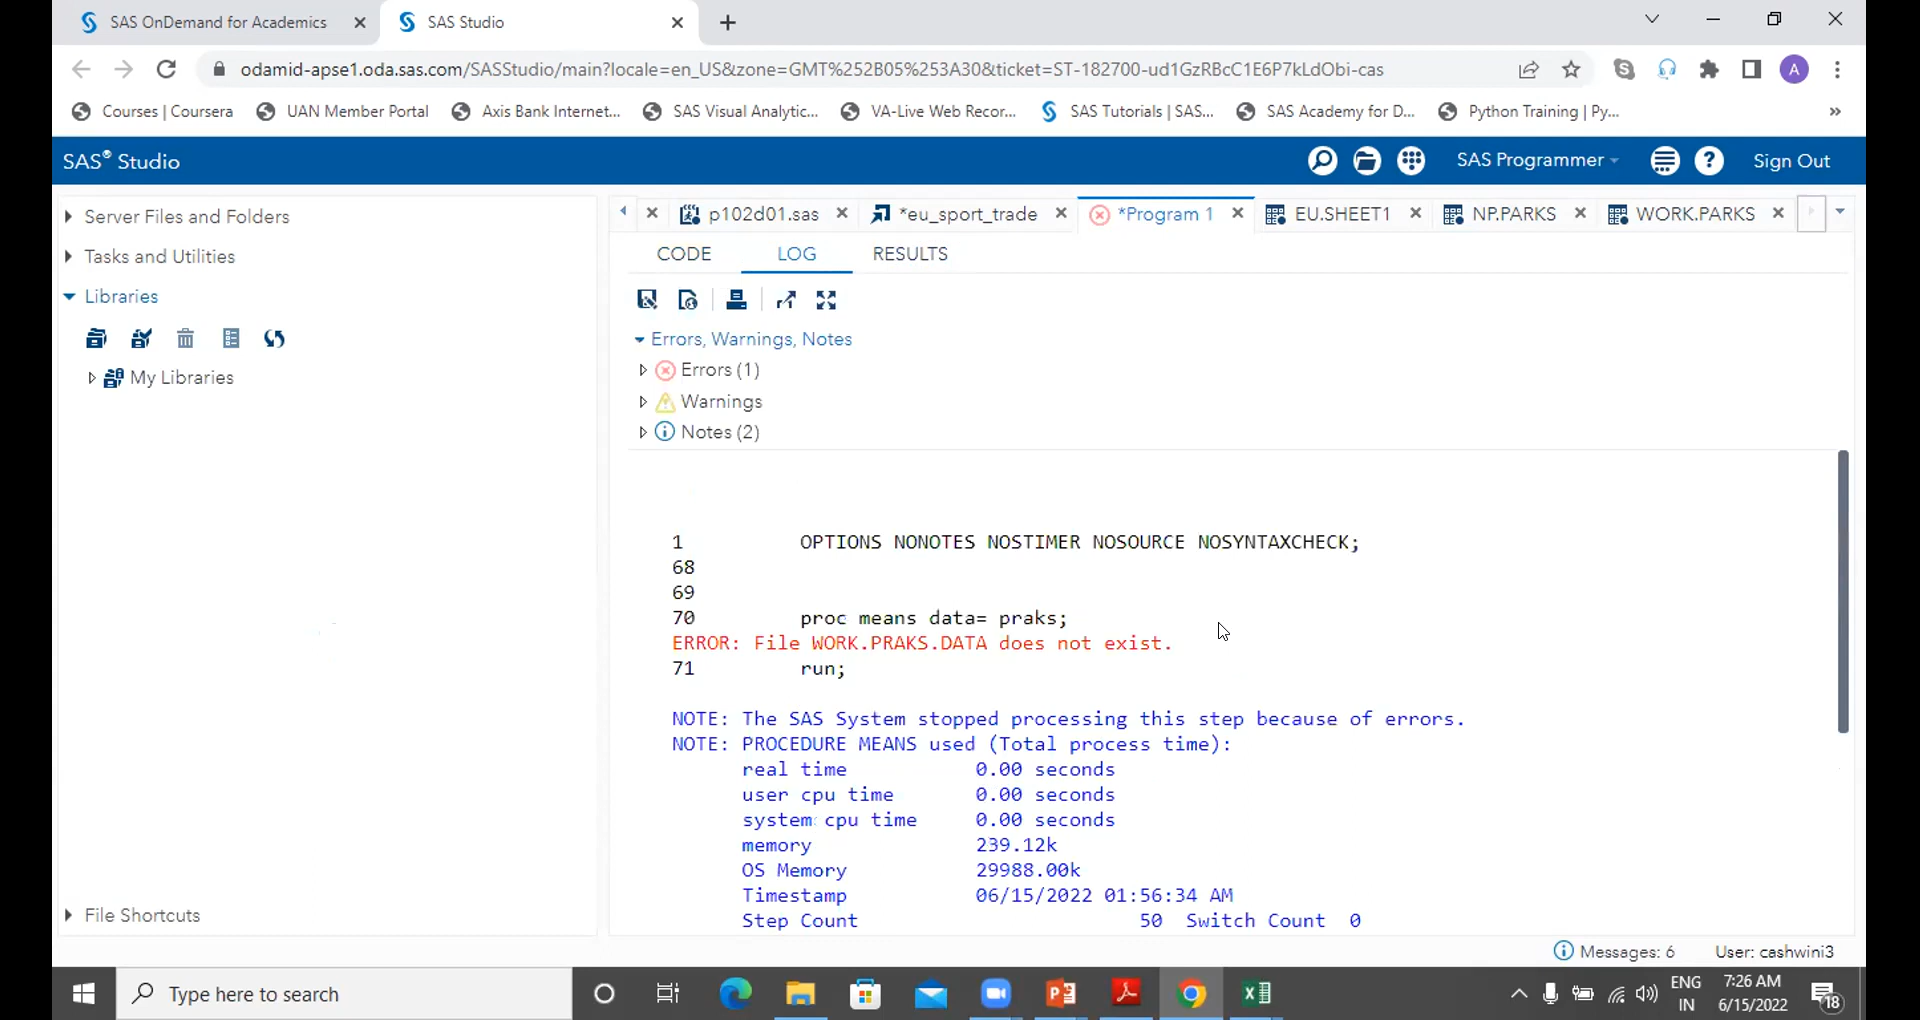 SAS OnDemand for Academics
SAS Studio
odamid-apse1.oda.sas.com/SASStudio/main?locale=en_US&zone=GMT%252B05%253A30&ticket=ST-182700-ud1GzRBcC1E6P7kLdObi-cas
A
Courses | Coursera UAN Member Portal Axis Bank Internet... SAS Visual Analytic... VA-Live Web Recor... SAS Tutorials | SAS... SAS Academy for D... Python Training | Py... »
SAS® Studio SAS Programmer Sign Out
Server Files and Folders
Tasks and Utilities
Libraries
My Libraries
File Shortcuts
p102d01.sas *eu_sport_trade *Program 1 EU.SHEET1 NP.PARKS WORK.PARKS
CODE LOG RESULTS
Errors, Warnings, Notes
Errors (1)
Warnings
Notes (2)
1 OPTIONS NONOTES NOSTIMER NOSOURCE NOSYNTAXCHECK;
68
69
70 proc means data= praks;
ERROR: File WORK.PRAKS.DATA does not exist.
71 run;
NOTE: The SAS System stopped processing this step because of errors.
NOTE: PROCEDURE MEANS used (Total process time):
real time 0.00 seconds
user cpu time 0.00 seconds
system cpu time 0.00 seconds
memory 239.12k
OS Memory 29988.00k
Timestamp 06/15/2022 01:56:34 AM
Step Count 50 Switch Count 0
Messages: 6 User: cashwini3
Type here to search
ENG
IN
7:26 AM
6/15/2022
18